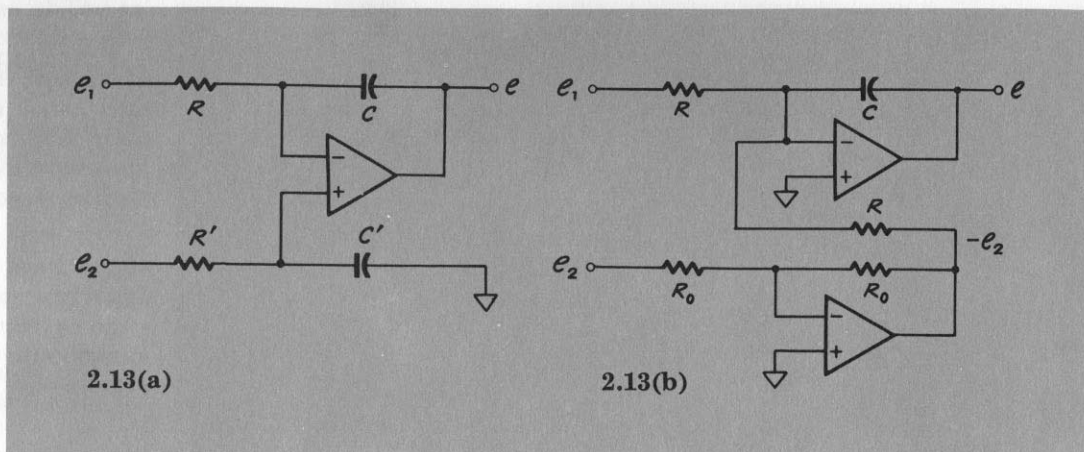 e₁
R
C
e
−
+
R'
C'
e₂
2.13(a)
e₁
R
C
e
−
+
R
−e₂
e₂
R₀
R₀
−
+
2.13(b)